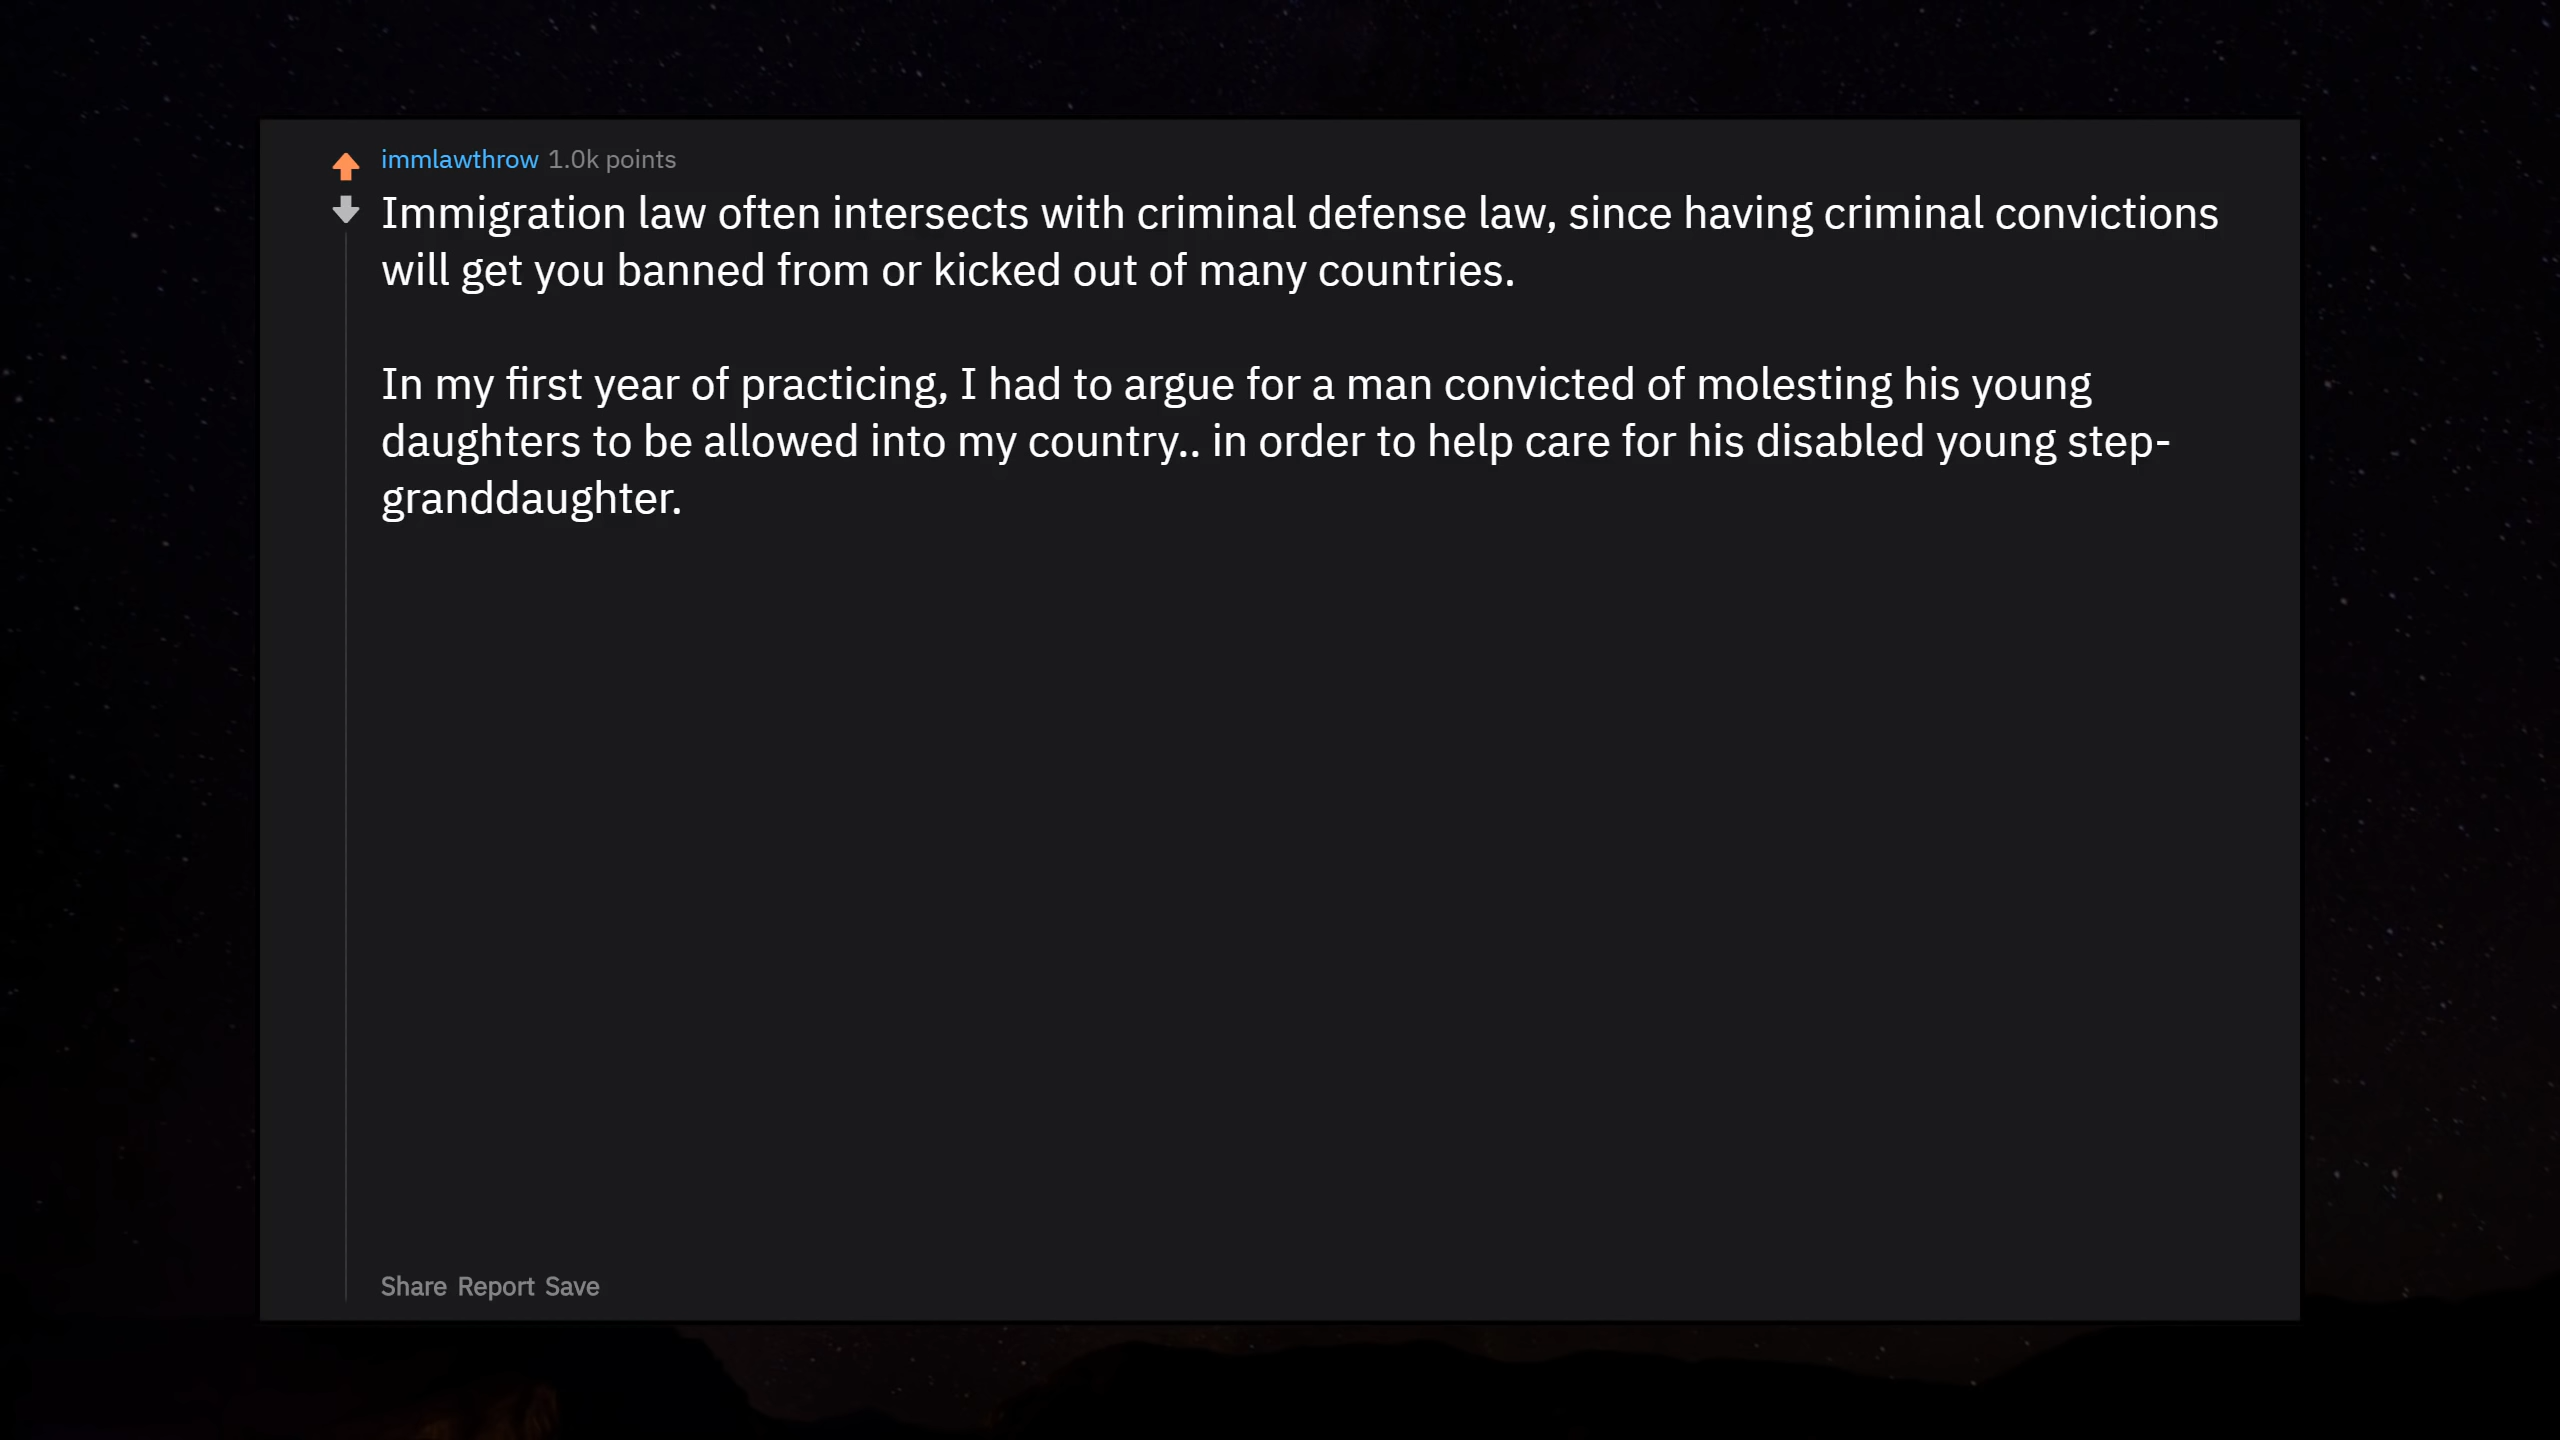 immlawthrow 1.0k points
Immigration law often intersects with criminal defense law, since having criminal convictions
will get you banned from or kicked out of many countries.
In my first year of practicing, I had to argue for a man convicted of molesting his young
daughters to be allowed into my country.. in order to help care for his disabled young step-
granddaughter.
Share Report Save